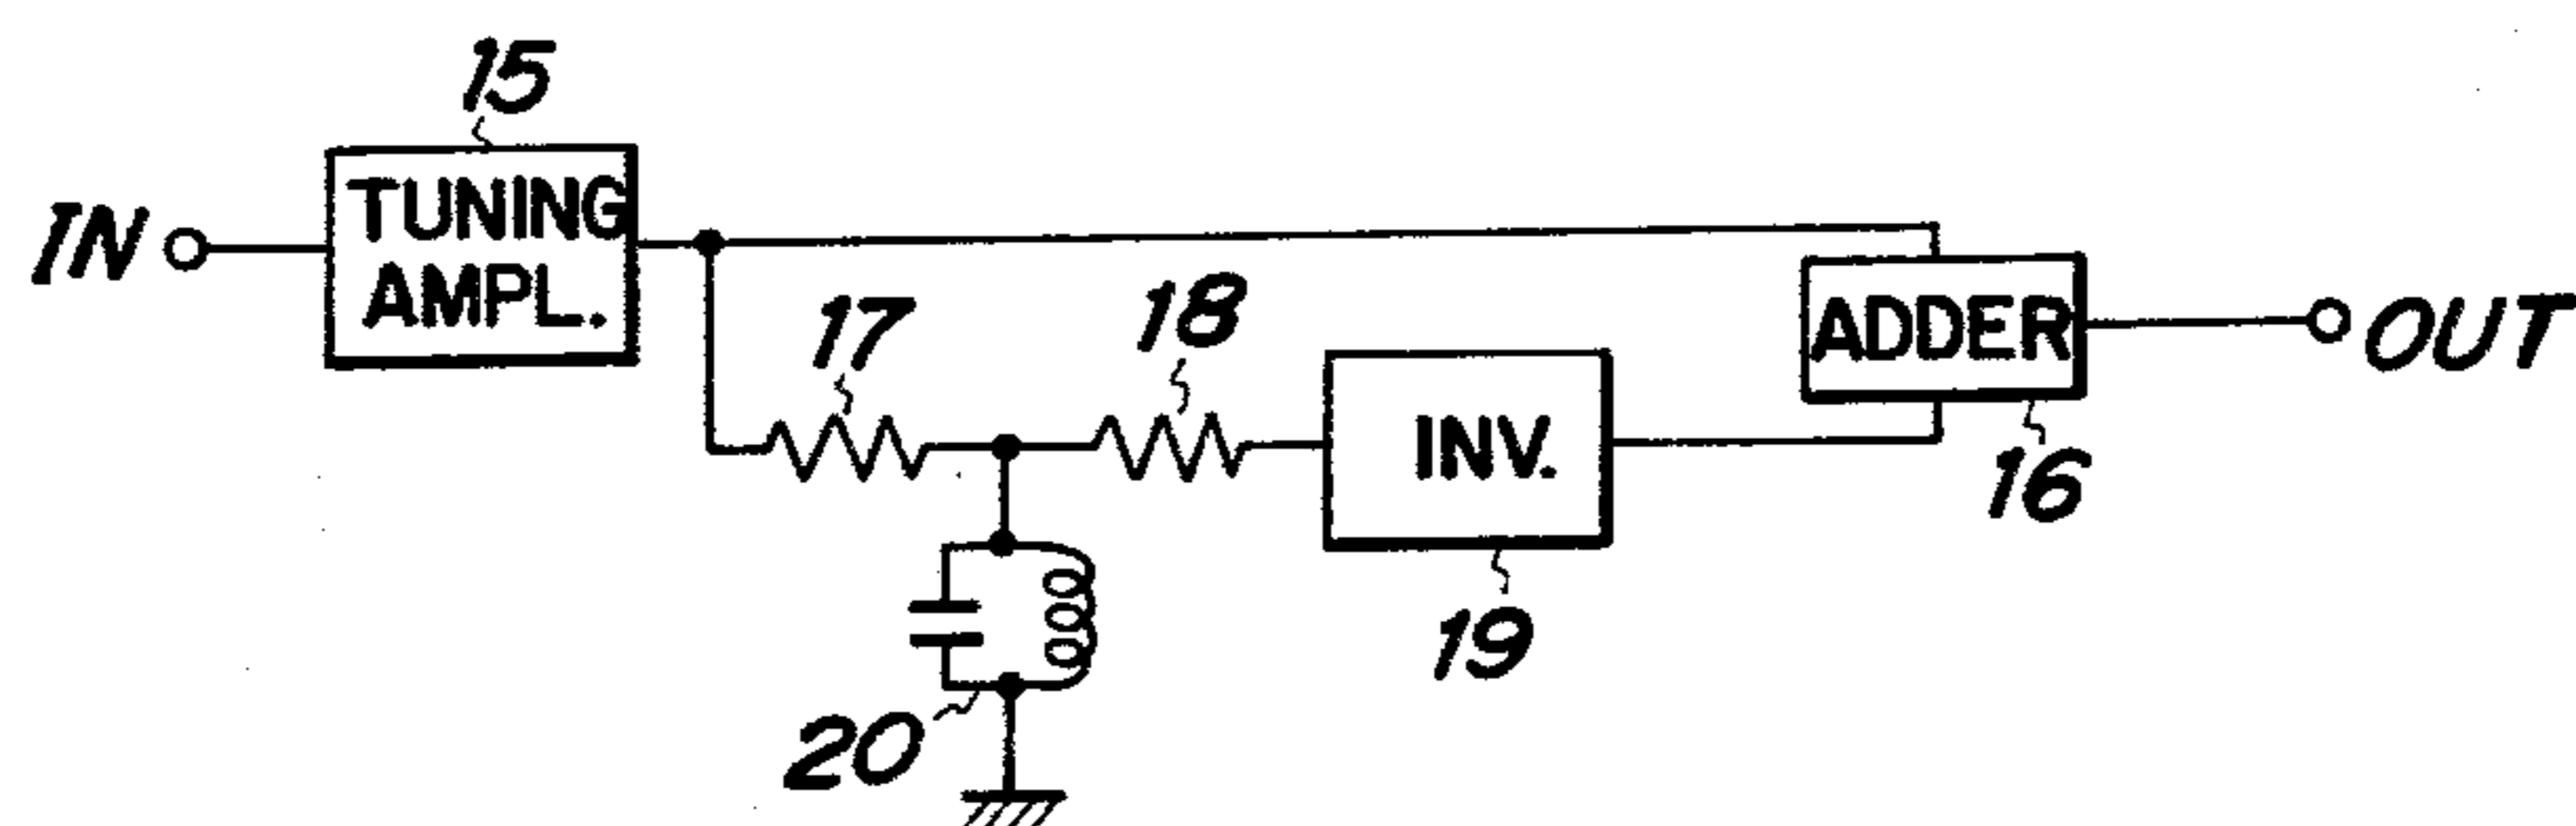 15
IN
TUNING
AMPL.
17
18
ADDER
OUT
INV.
16
19
20